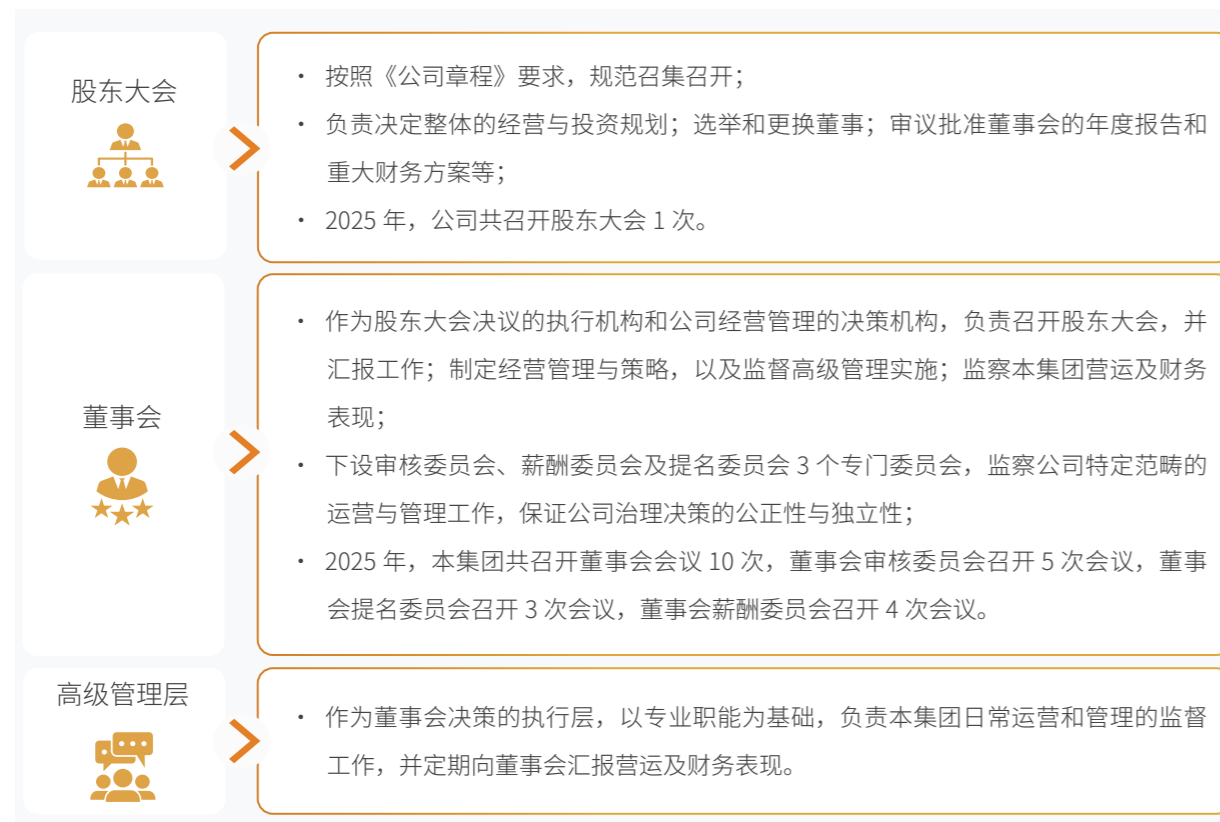 股东大会
· 按照《公司章程》要求，规范召集召开；
· 负责决定整体的经营与投资规划；选举和更换董事；审议批准董事会的年度报告和
重大财务方案等；
· 2025 年，公司共召开股东大会 1 次。
董事会
· 作为股东大会决议的执行机构和公司经营管理的决策机构，负责召开股东大会，并
汇报工作；制定经营管理与策略，以及监督高级管理实施；监察本集团营运及财务
表现；
· 下设审核委员会、薪酬委员会及提名委员会 3 个专门委员会，监察公司特定范畴的
运营与管理工作，保证公司治理决策的公正性与独立性；
· 2025 年，本集团共召开董事会会议 10 次，董事会审核委员会召开 5 次会议，董事
会提名委员会召开 3 次会议，董事会薪酬委员会召开 4 次会议。
高级管理层
· 作为董事会决策的执行层，以专业职能为基础，负责本集团日常运营和管理的监督
工作，并定期向董事会汇报营运及财务表现。